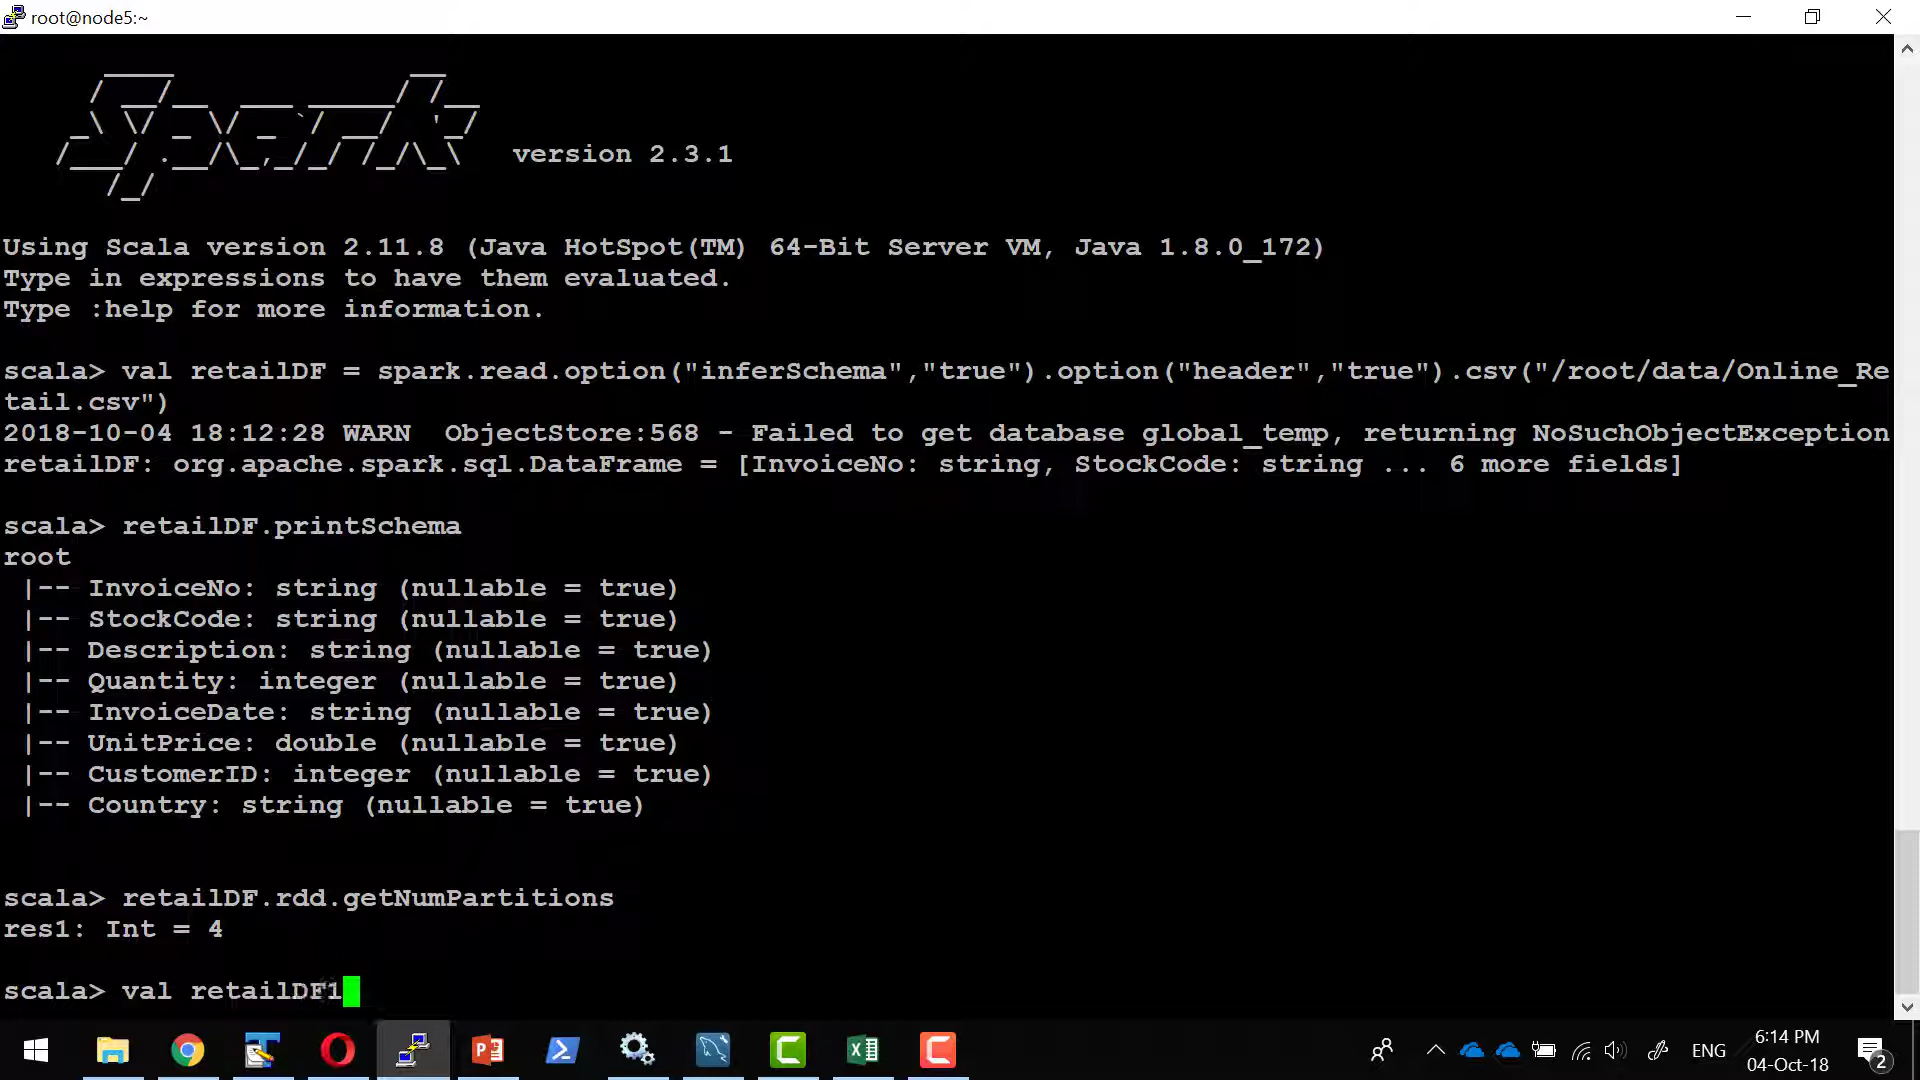 root@node5:~
version 2.3.1
Using Scala version 2.11.8 (Java HotSpot(TM) 64-Bit Server VM, Java 1.8.0_172)
Type in expressions to have them evaluated.
Type :help for more information.
scala> val retailDF = spark.read.option("inferSchema","true").option("header","true").csv("/root/data/Online_Re
tail.csv")
2018-10-04 18:12:28 WARN  ObjectStore:568 - Failed to get database global_temp, returning NoSuchObjectException
retailDF: org.apache.spark.sql.DataFrame = [InvoiceNo: string, StockCode: string ... 6 more fields]
scala> retailDF.printSchema
root
 |-- InvoiceNo: string (nullable = true)
 |-- StockCode: string (nullable = true)
 |-- Description: string (nullable = true)
 |-- Quantity: integer (nullable = true)
 |-- InvoiceDate: string (nullable = true)
 |-- UnitPrice: double (nullable = true)
 |-- CustomerID: integer (nullable = true)
 |-- Country: string (nullable = true)
scala> retailDF.rdd.getNumPartitions
res1: Int = 4
scala> val retailDF1
ENG
6:14 PM
04-Oct-18
2